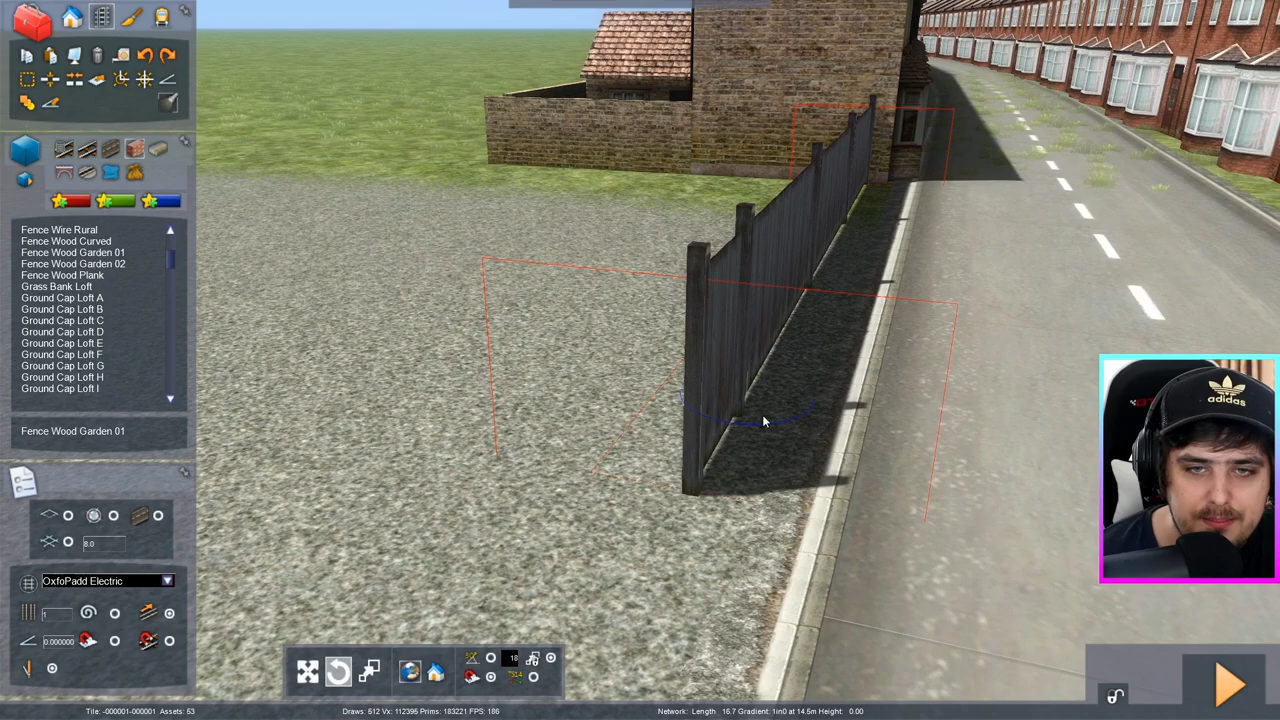 Fence Wire Rural
Fence Wood Curved
Fence Wood Garden 01
Fence Wood Garden 02
Fence Wood Plank
Grass Bank Loft
Ground Cap Loft A
Ground Cap Loft B
Ground Cap Loft C
Ground Cap Loft D
Ground Cap Loft E
Ground Cap Loft F
Ground Cap Loft G
Ground Cap Loft H
Ground Cap Loft I
Fence Wood Garden 01
8.0
OxfoPadd Electric
1
0.000000
18
adidas
Tile: -000001-000001 Assets: 53
Draws: 512 Vx: 112395 Prims: 183221 FPS: 186
Network: Length 16.7 Gradient: 1in0 at 14.5m Height: 0.00